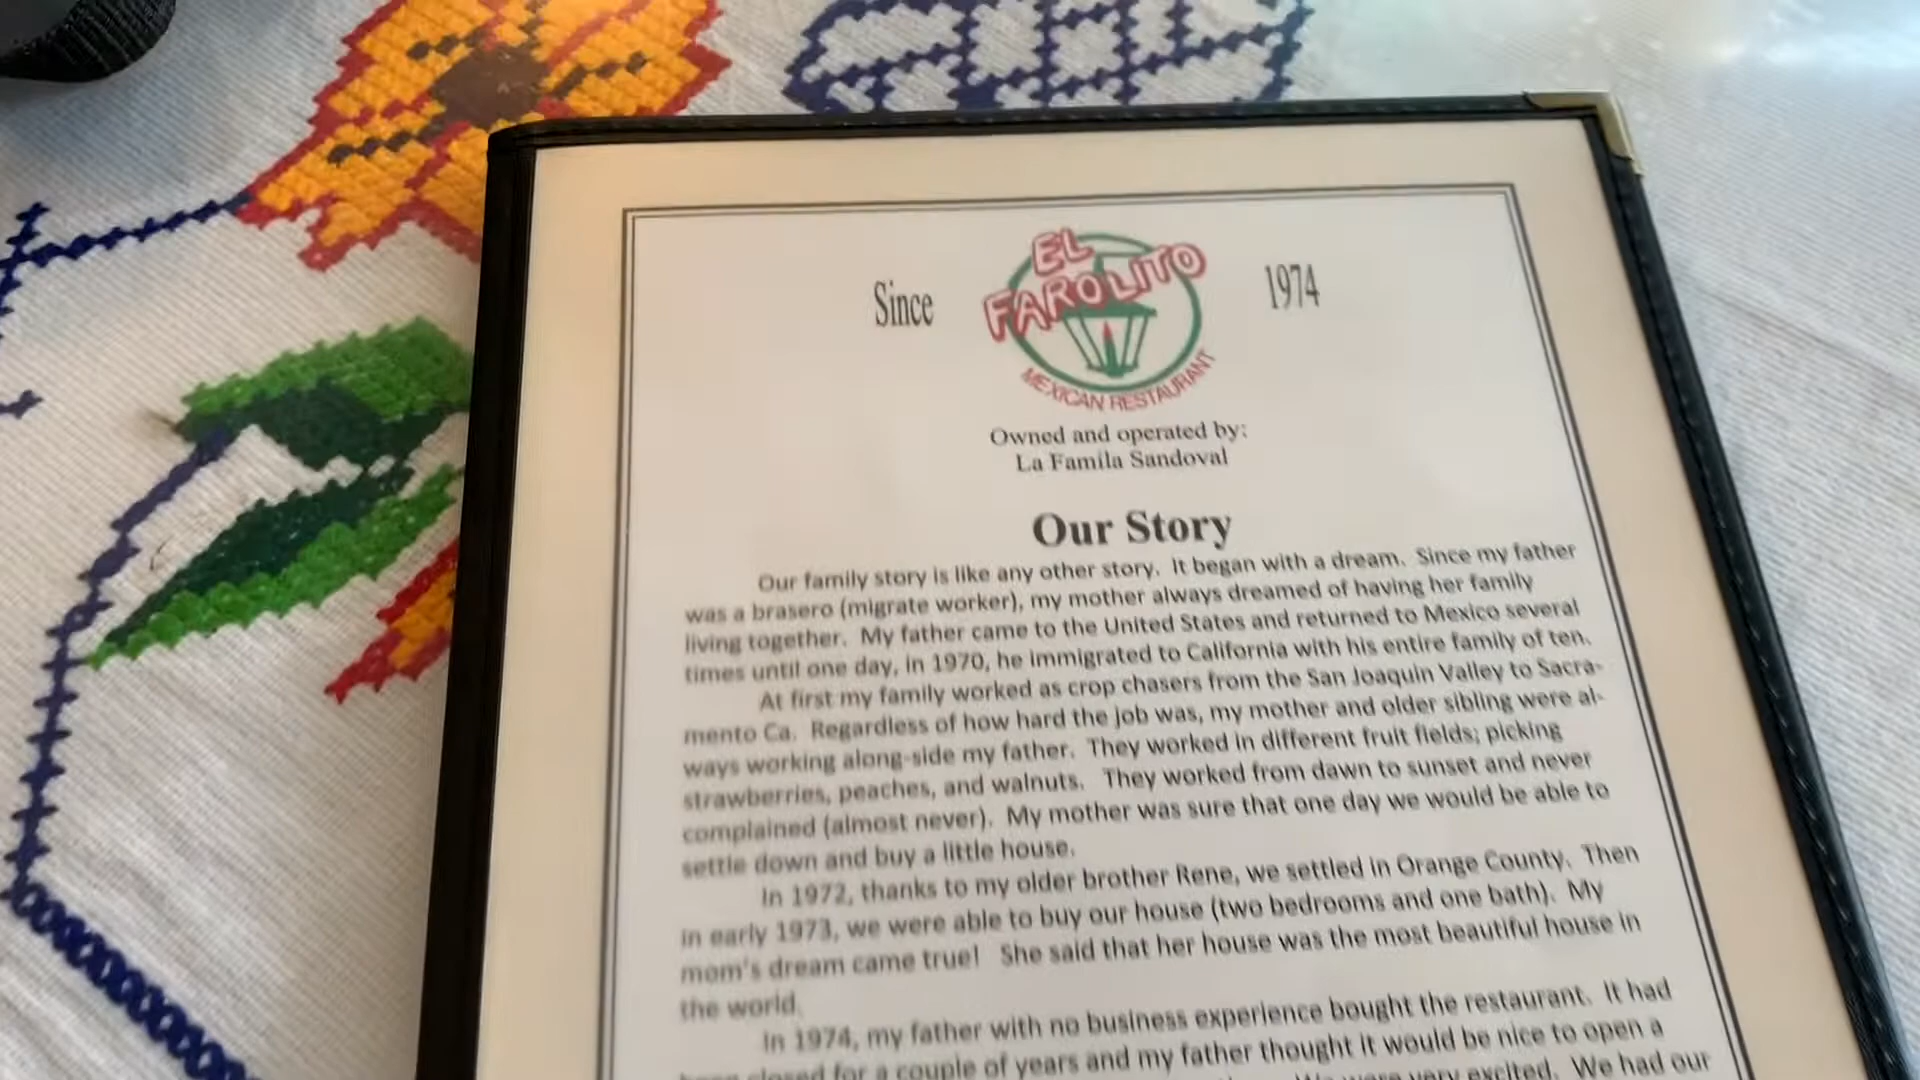 EL
FAROLITO
Since
1974
MEXICAN RESTAURANT
Owned and operated by:
La Famila Sandoval
Our Story
Our family story is like any other story. It began with a dream. Since my father
was a brasero (migrate worker), my mother always dreamed of having her family
living together. My father came to the United States and returned to Mexico several
times until one day, in 1970, he immigrated to California with his entire family of ten.
At first my family worked as crop chasers from the San Joaquin Valley to Sacra-
mento Ca. Regardless of how hard the job was, my mother and older sibling were al-
ways working along-side my father. They worked in different fruit fields; picking
strawberries, peaches, and walnuts. They worked from dawn to sunset and never
complained (almost never). My mother was sure that one day we would be able to
settle down and buy a little house.
In 1972, thanks to my older brother Rene, we settled in Orange County. Then
in early 1973, we were able to buy our house (two bedrooms and one bath). My
mom's dream came true! She said that her house was the most beautiful house in
the world.
In 1974, my father with no business experience bought the restaurant. It had
been closed for a couple of years and my father thought it would be nice to open a
We were very excited. We had our